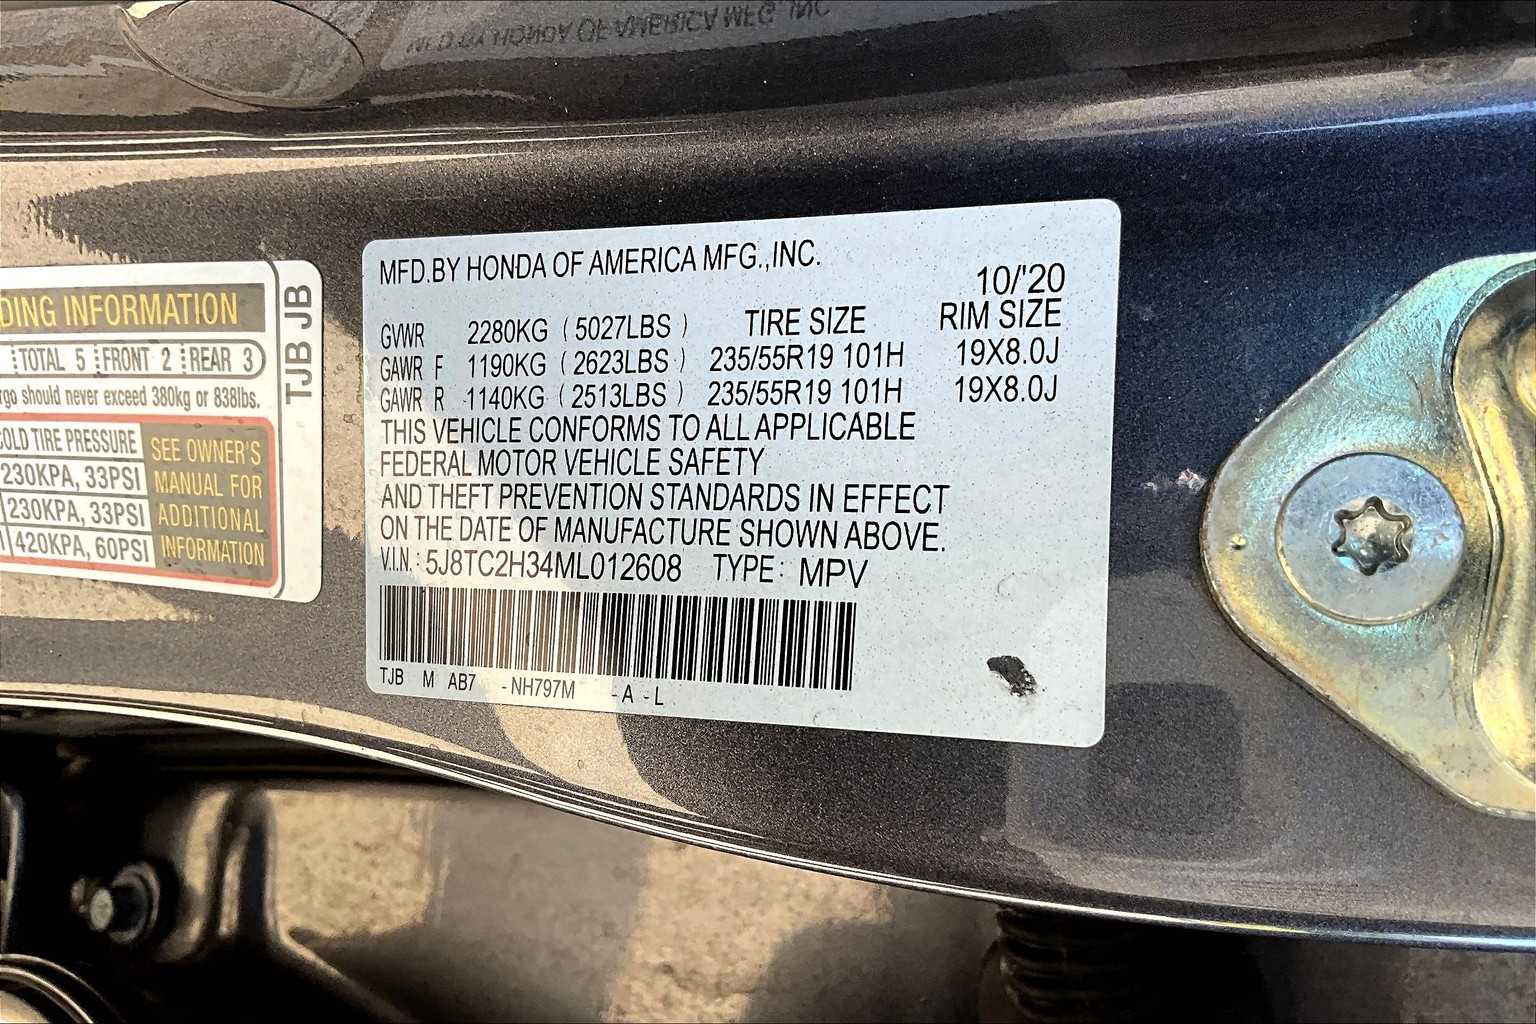 MFD.BY HONDA OF AMERICA MFG.,INC.
10/'20
GVWR 2280KG (5027LBS) TIRE SIZE RIM SIZE
GAWR F 1190KG (2623LBS) 235/55R19 101H 19X8.0J
GAWR R 1140KG (2513LBS) 235/55R19 101H 19X8.0J
THIS VEHICLE CONFORMS TO ALL APPLICABLE
FEDERAL MOTOR VEHICLE SAFETY
AND THEFT PREVENTION STANDARDS IN EFFECT
ON THE DATE OF MANUFACTURE SHOWN ABOVE.
V.I.N.: 5J8TC2H34ML012608 TYPE: MPV
TJB M AB7 -NH797M -A -L
INFORMATION
TOTAL 5 FRONT 2 REAR 3
should never exceed 380kg or 838lbs.
TIRE PRESSURE
230KPA, 33PSI
230KPA, 33PSI
420KPA, 60PSI
SEE OWNER'S
MANUAL FOR
ADDITIONAL
INFORMATION
TJB JB